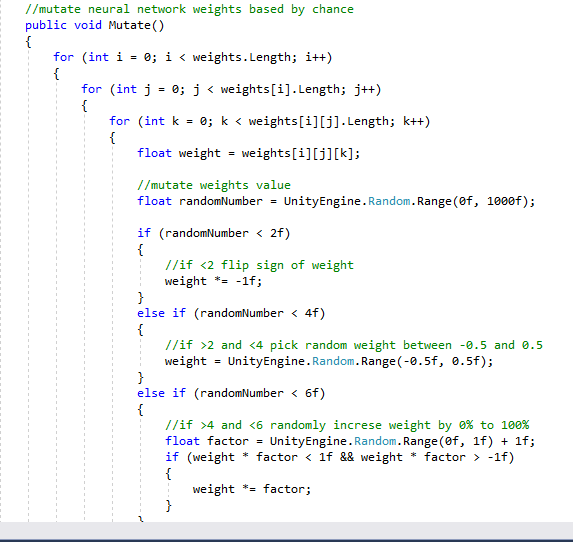 //mutate neural network weights based by chance
public void Mutate()
{
for (int i = 0; i < weights.Length; i++)
{
for (int j = 0; j < weights[i].Length; j++)
{
for (int k = 0; k < weights[i][j].Length; k++)
{
float weight = weights[i][j][k];
//mutate weights value
float randomNumber = UnityEngine.Random.Range(0f, 1000f);
if (randomNumber < 2f)
{
//if <2 flip sign of weight
weight *= -1f;
}
else if (randomNumber < 4f)
{
//if >2 and <4 pick random weight between -0.5 and 0.5
weight = UnityEngine.Random.Range(-0.5f, 0.5f);
}
else if (randomNumber < 6f)
{
//if >4 and <6 randomly increse weight by 0% to 100%
float factor = UnityEngine.Random.Range(0f, 1f) + 1f;
if (weight * factor < 1f && weight * factor > -1f)
{
weight *= factor;
}
}